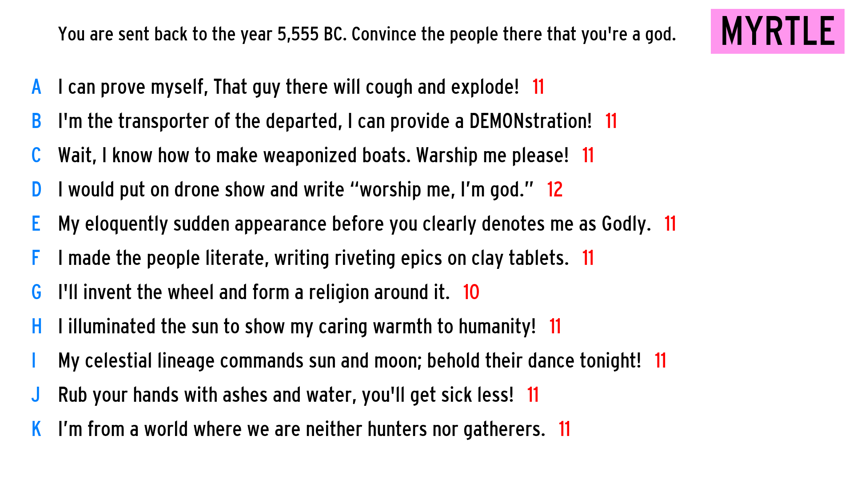 You are sent back to the year 5,555 BC. Convince the people there that you're a god.
MYRTLE
A I can prove myself, That guy there will cough and explode! 11
B I'm the transporter of the departed, I can provide a DEMONstration! 11
C Wait, I know how to make weaponized boats. Warship me please! 11
D I would put on drone show and write “worship me, I’m god.” 12
E My eloquently sudden appearance before you clearly denotes me as Godly. 11
F I made the people literate, writing riveting epics on clay tablets. 11
G I'll invent the wheel and form a religion around it. 10
H I illuminated the sun to show my caring warmth to humanity! 11
I My celestial lineage commands sun and moon; behold their dance tonight! 11
J Rub your hands with ashes and water, you'll get sick less! 11
K I’m from a world where we are neither hunters nor gatherers. 11